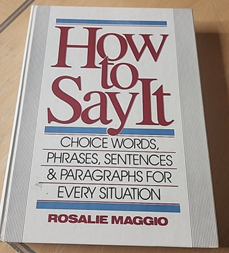 How
to
Say It
CHOICE WORDS,
PHRASES, SENTENCES
& PARAGRAPHS FOR
EVERY SITUATION
ROSALIE MAGGIO